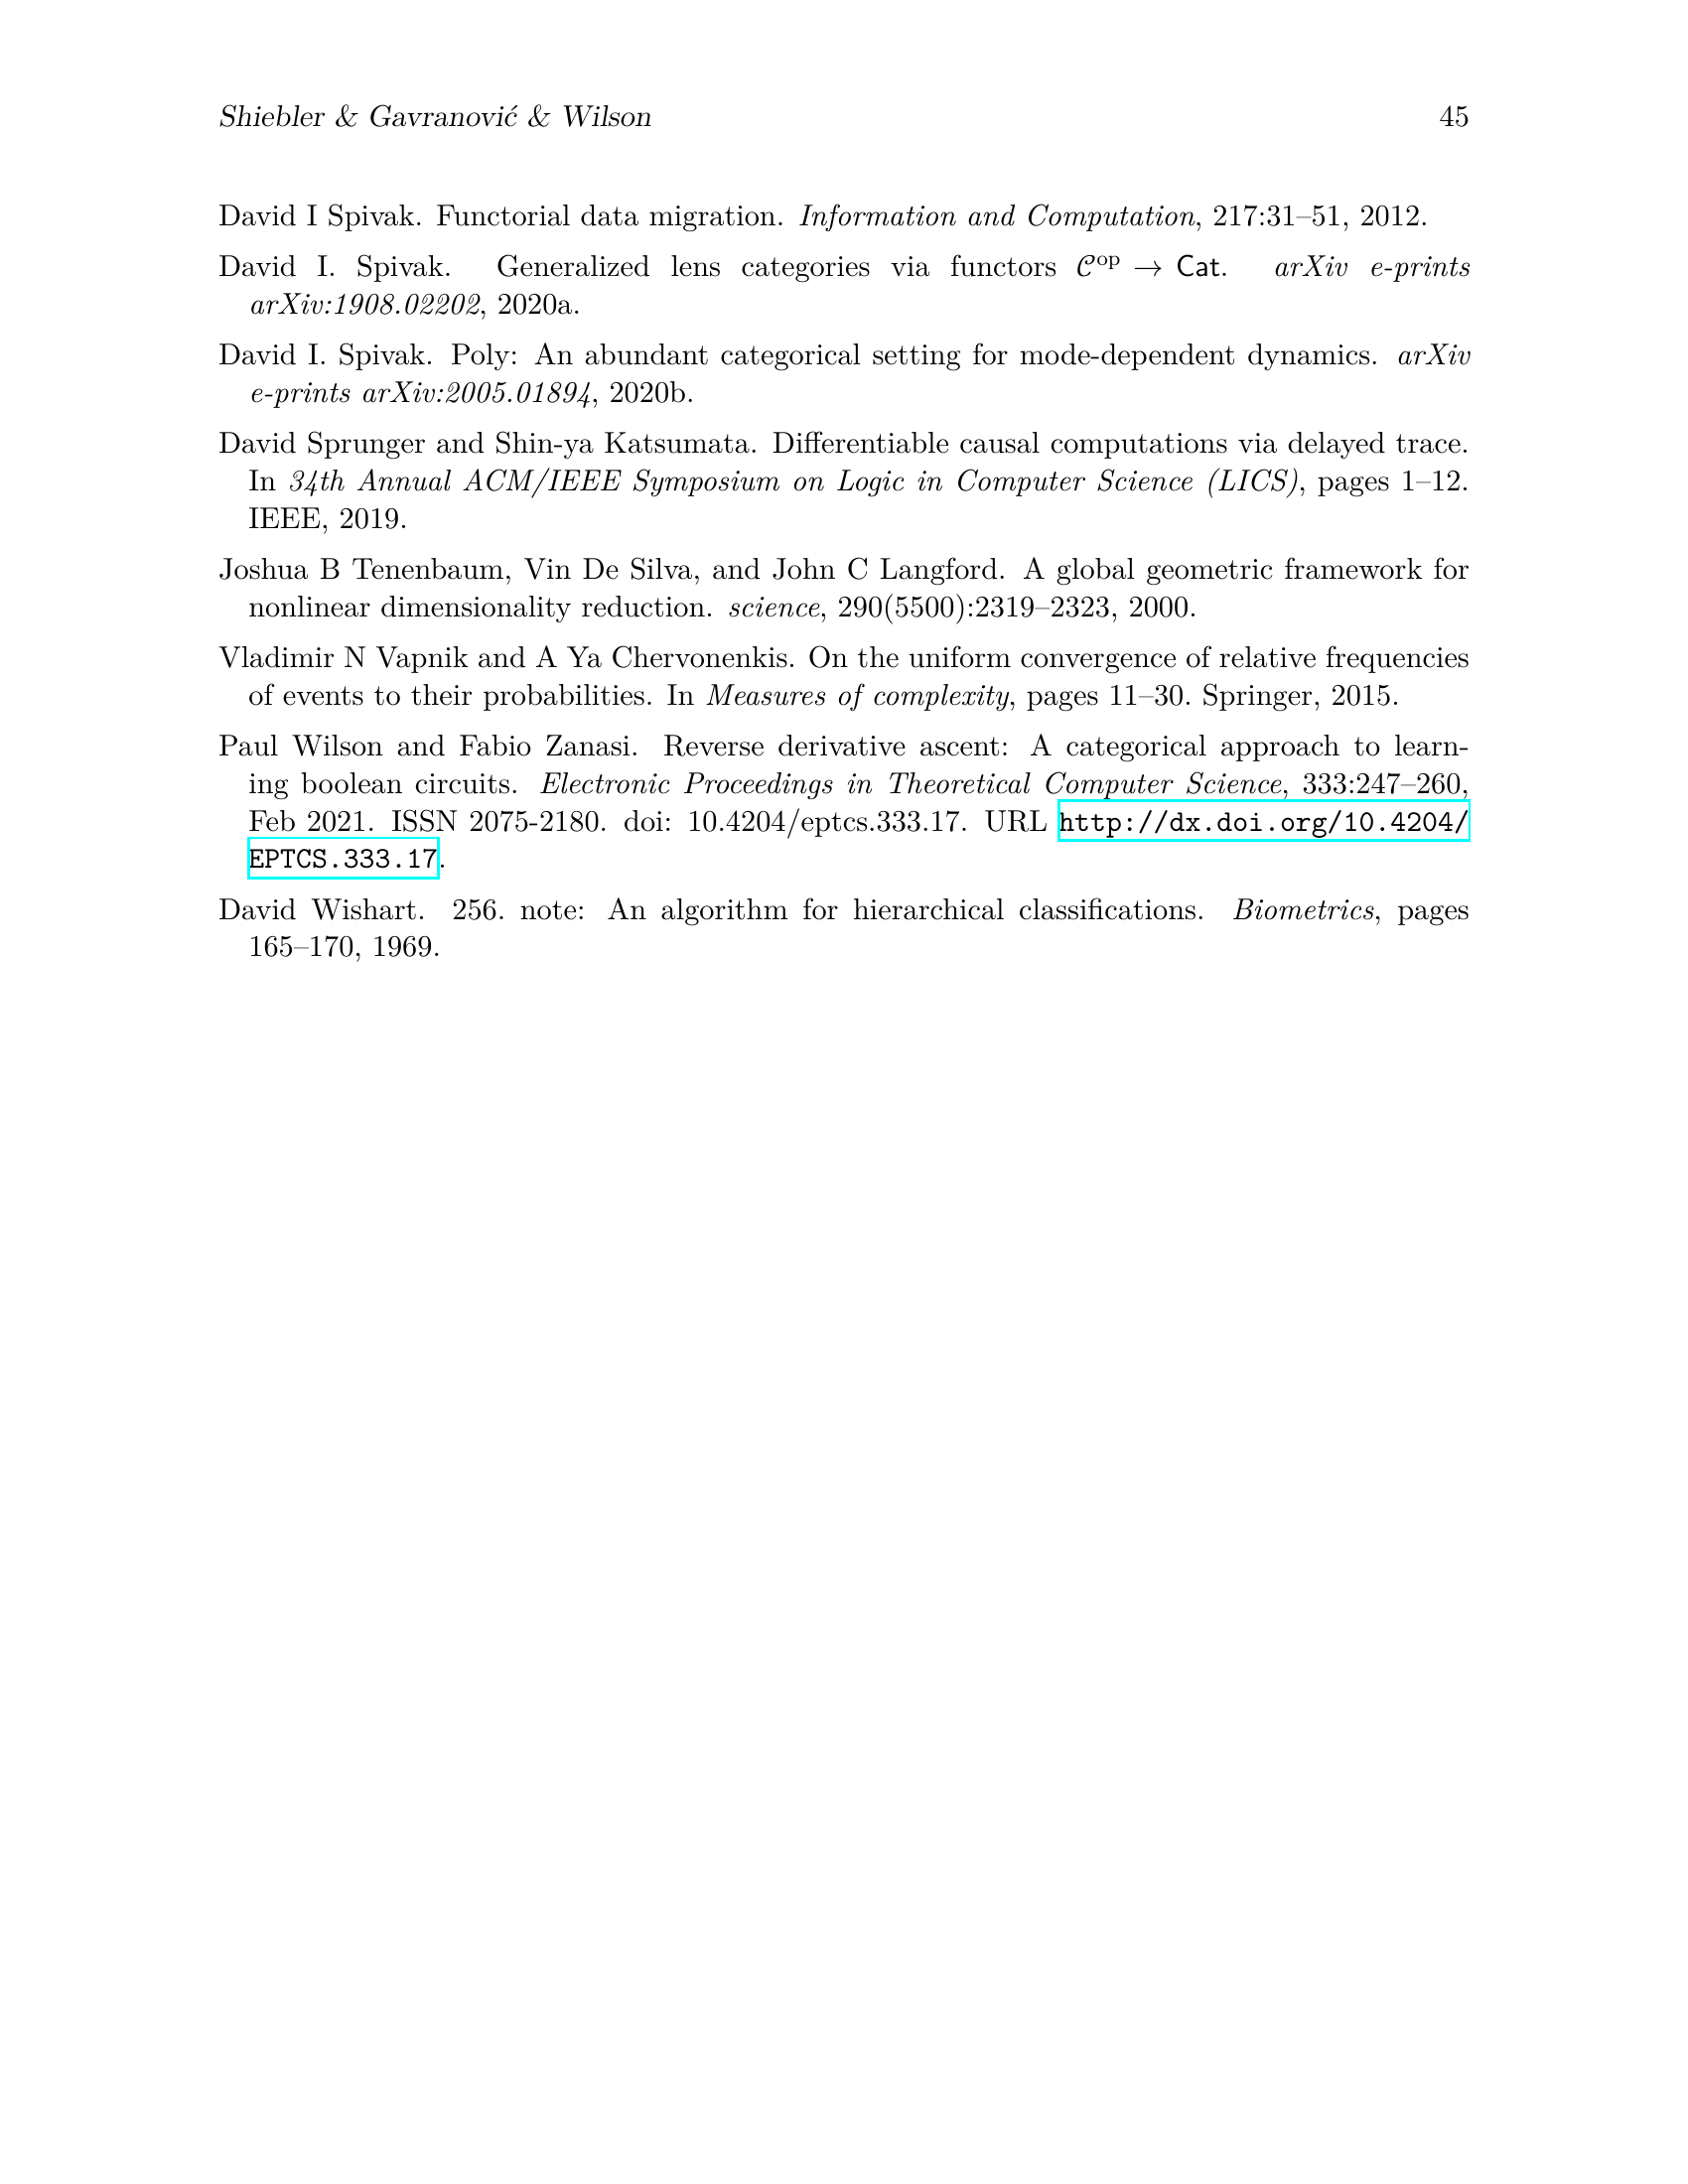 Shiebler & Gavranović & Wilson 45
David I Spivak. Functorial data migration. Information and Computation, 217:31–51, 2012.
David I. Spivak. Generalized lens categories via functors 𝒞ᵒᵖ → Cat. arXiv e-prints
arXiv:1908.02202, 2020a.
David I. Spivak. Poly: An abundant categorical setting for mode-dependent dynamics. arXiv
e-prints arXiv:2005.01894, 2020b.
David Sprunger and Shin-ya Katsumata. Differentiable causal computations via delayed trace.
In 34th Annual ACM/IEEE Symposium on Logic in Computer Science (LICS), pages 1–12.
IEEE, 2019.
Joshua B Tenenbaum, Vin De Silva, and John C Langford. A global geometric framework for
nonlinear dimensionality reduction. science, 290(5500):2319–2323, 2000.
Vladimir N Vapnik and A Ya Chervonenkis. On the uniform convergence of relative frequencies
of events to their probabilities. In Measures of complexity, pages 11–30. Springer, 2015.
Paul Wilson and Fabio Zanasi. Reverse derivative ascent: A categorical approach to learn-
ing boolean circuits. Electronic Proceedings in Theoretical Computer Science, 333:247–260,
Feb 2021. ISSN 2075-2180. doi: 10.4204/eptcs.333.17. URL http://dx.doi.org/10.4204/
EPTCS.333.17.
David Wishart. 256. note: An algorithm for hierarchical classifications. Biometrics, pages
165–170, 1969.